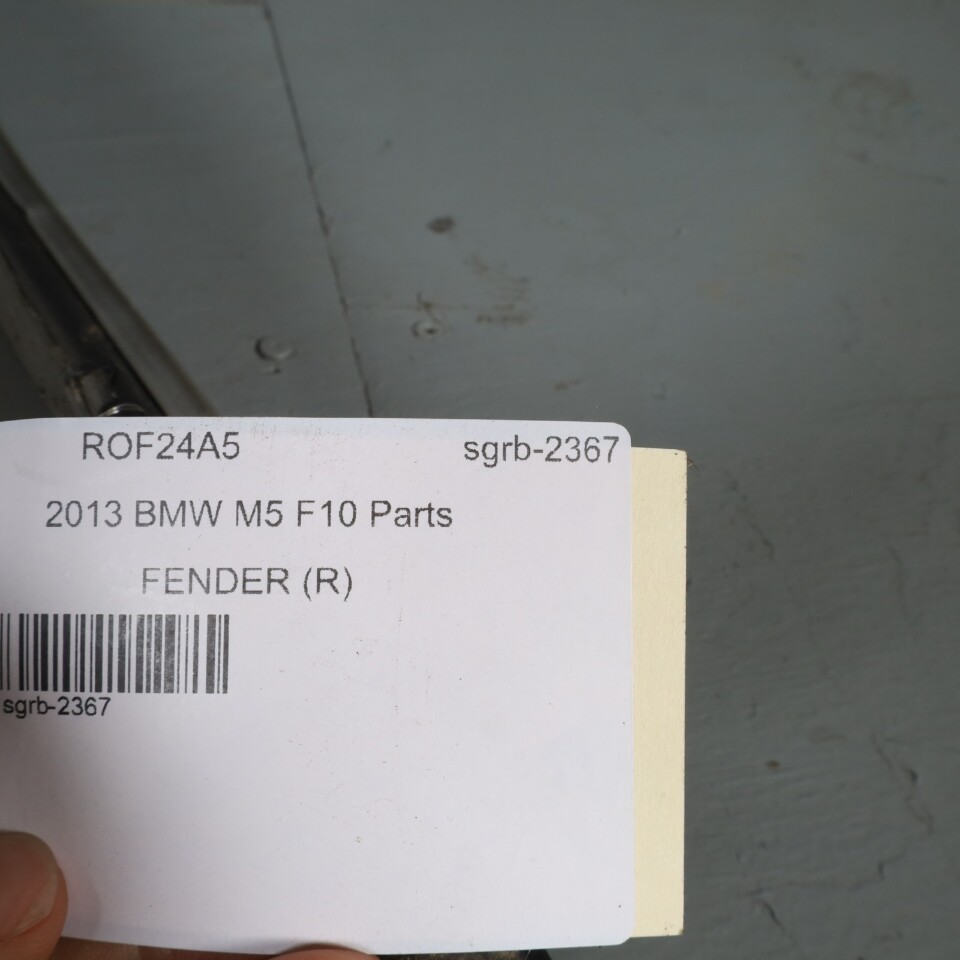 ROF24A5 sgrb-2367
2013 BMW M5 F10 Parts
FENDER (R)
sgrb-2367